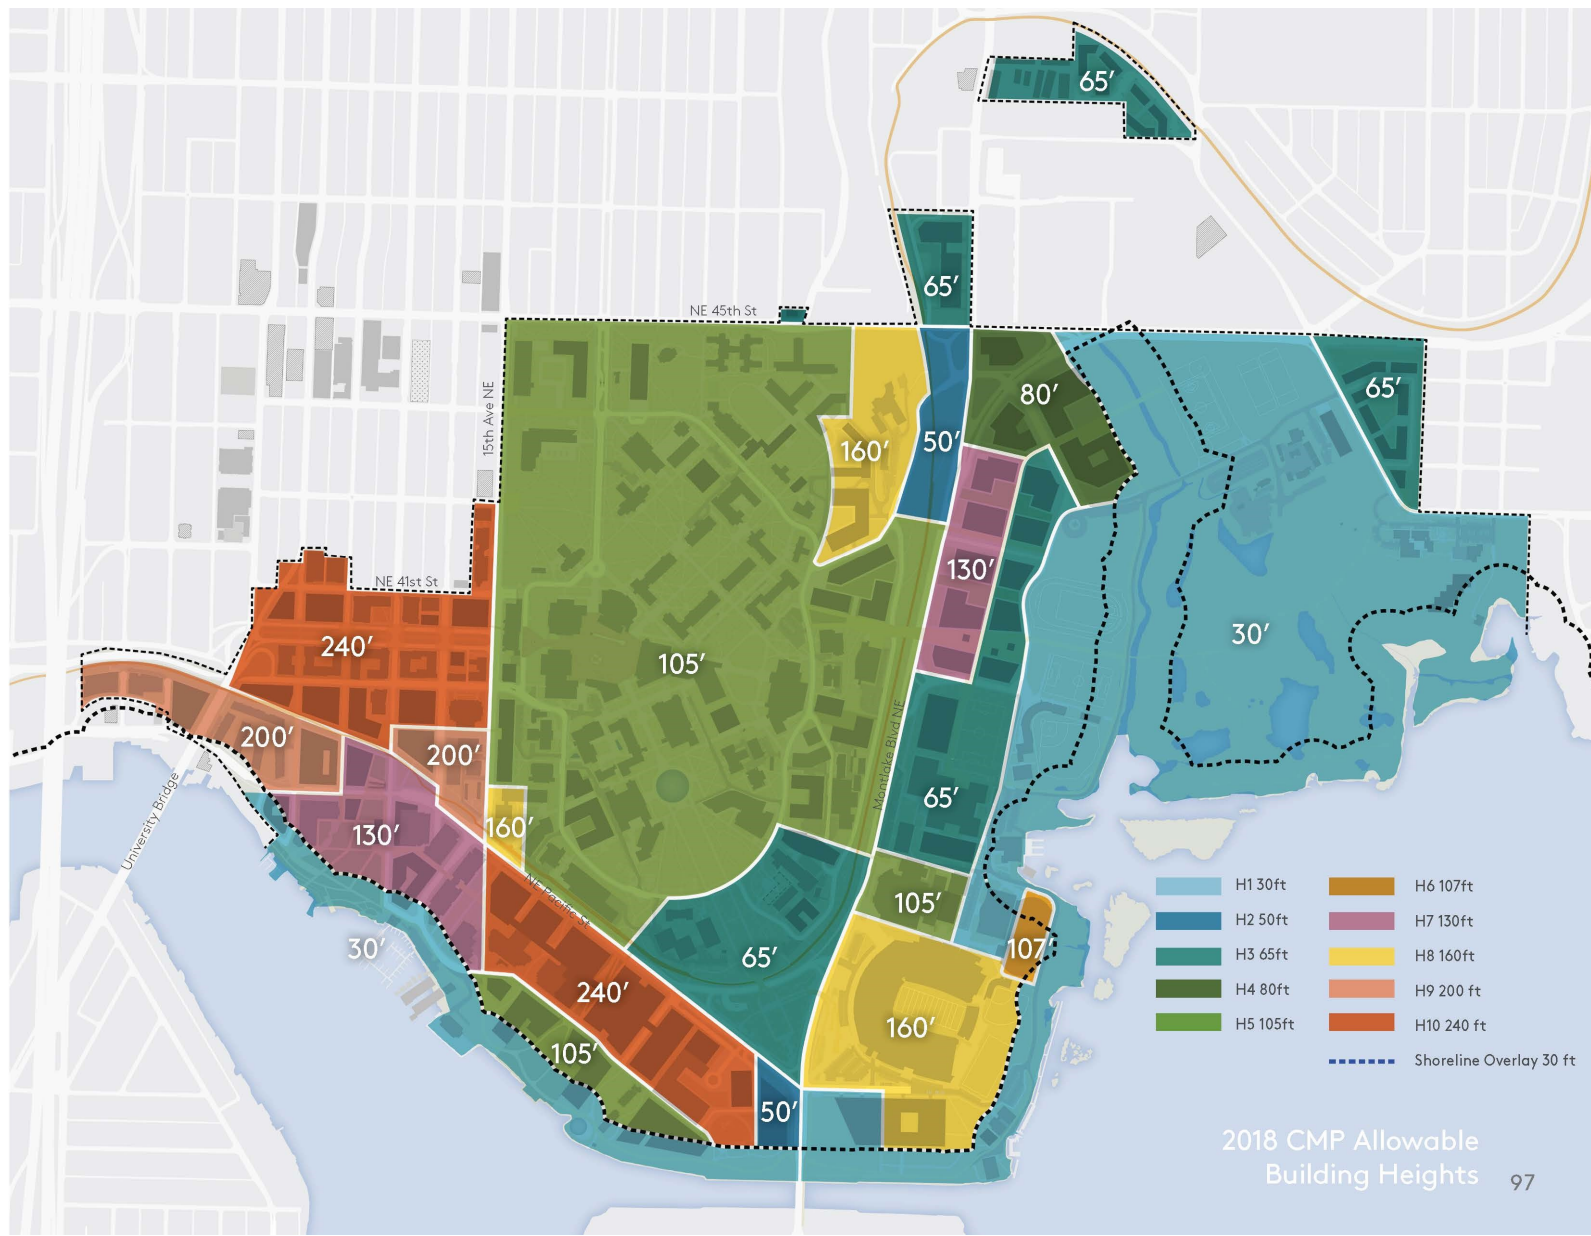 65'
65'
NE 45th St
15th Ave NE
80'
65'
160'
50'
130'
NE 41st St
240'
105'
30'
200'
200'
Montlake Blvd NE
65'
University Bridge
130'
160'
NE Pacific St
105'
30'
65'
107'
240'
160'
105'
50'
H1 30ft
H2 50ft
H3 65ft
H4 80ft
H5 105ft
H6 107ft
H7 130ft
H8 160ft
H9 200 ft
H10 240 ft
Shoreline Overlay 30 ft
2018 CMP Allowable
Building Heights
97